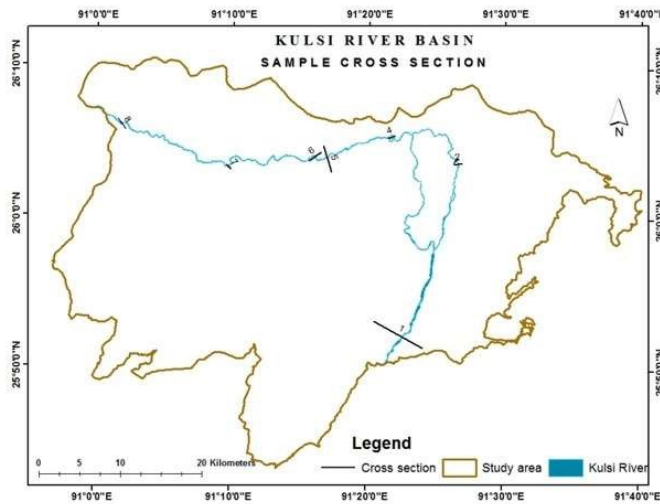 91°0'0"E 91°10'0"E 91°20'0"E 91°30'0"E 91°40'0"E
KULSI RIVER BASIN
SAMPLE CROSS SECTION
26°10'0"N
N
4
2
26°0'0"N
1
25°50'0"N
Legend
0 5 10 20 Kilometers
Cross section Study area Kulsi River
91°0'0"E 91°10'0"E 91°20'0"E 91°30'0"E 91°40'0"E